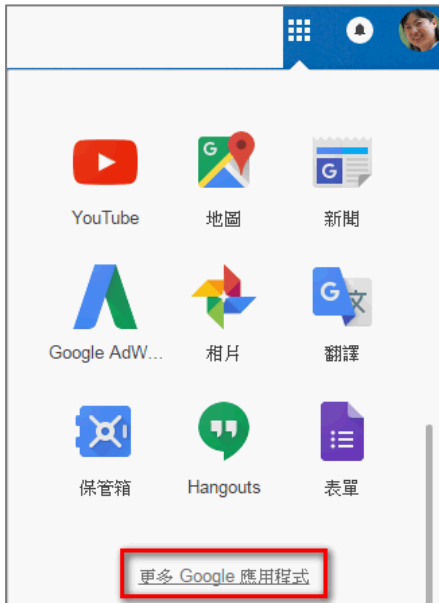 YouTube
地圖
新聞
Google AdW...
相片
翻譯
保管箱
Hangouts
表單
更多 Google 應用程式